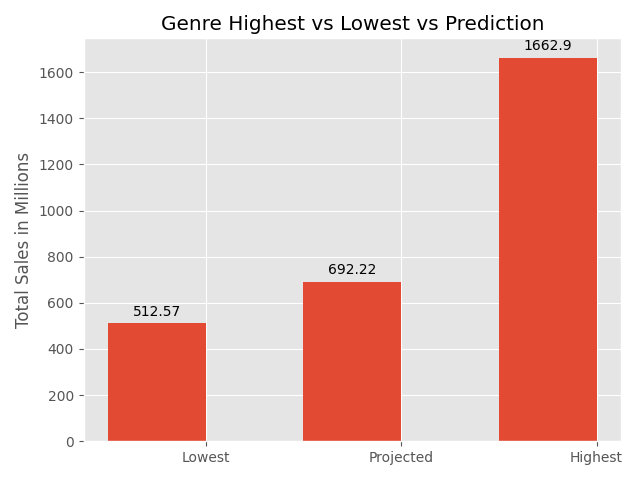 Genre Highest vs Lowest vs Prediction
Total Sales in Millions
1600
1400
1200
1000
800
600
400
200
0
512.57
692.22
1662.9
Lowest
Projected
Highest